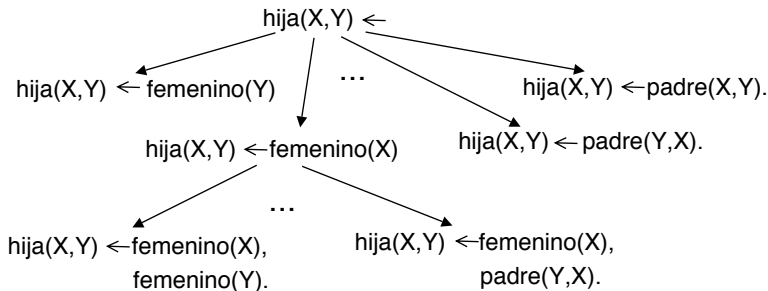 hija(X,Y) ←
hija(X,Y) ← femenino(Y)
...
hija(X,Y) ← padre(X,Y).
hija(X,Y) ← femenino(X)
hija(X,Y) ← padre(Y,X).
...
hija(X,Y) ← femenino(X),
femenino(Y).
hija(X,Y) ← femenino(X),
padre(Y,X).